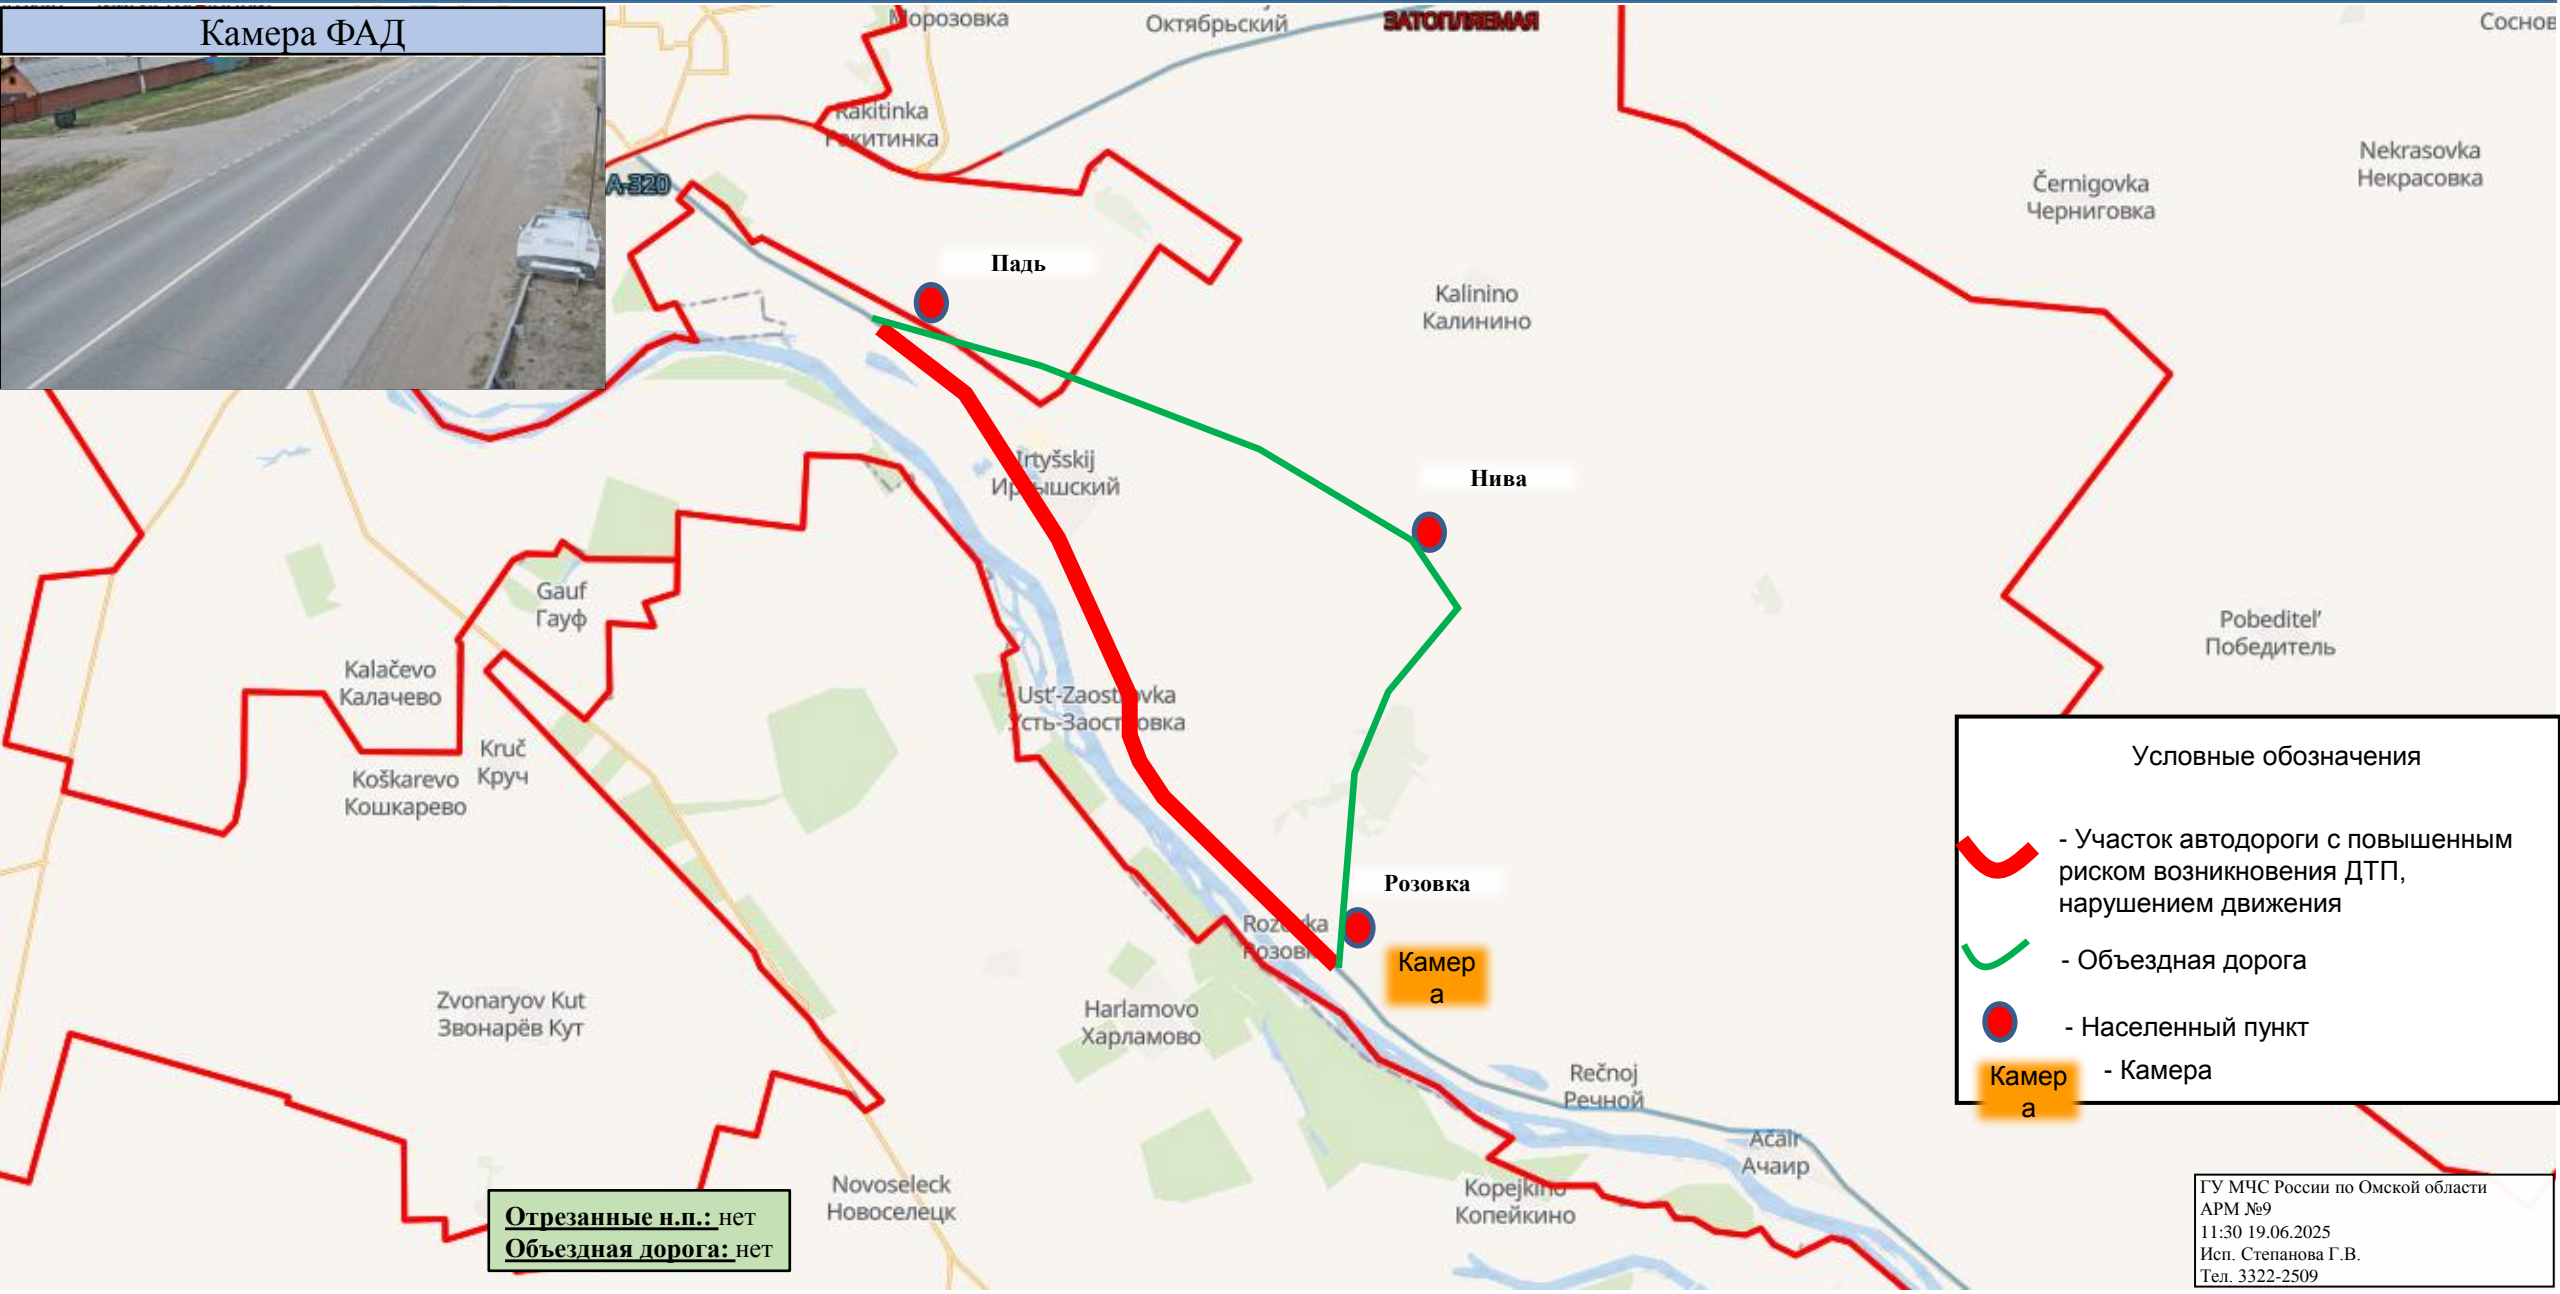 Камера ФАД
Морозовка
Октябрьский
ЗАТОПЛЯЕМАЯ
Rakitinka
Ракитинка
A-320
Nekrasovka
Некрасовка
Černigovka
Черниговка
Падь
Kalinino
Калинино
Irtyšskij
Иртышский
Нива
Gauf
Гауф
Pobeditel'
Победитель
Kalačevo
Калачево
Ust'-Zaostrovka
Усть-Заостровка
Kruč
Круч
Koškarevo
Кошкарево
Условные обозначения
- Участок автодороги с повышенным
риском возникновения ДТП,
нарушением движения
- Объездная дорога
- Населенный пункт
Камер
а
- Камера
Розовка
Rozovka
Розовка
Камер
а
Zvonaryov Kut
Звонарёв Кут
Harlamovo
Харламово
Rečnoj
Речной
Ačair
Ачаир
Novoseleck
Новоселецк
Kopejkino
Копейкино
Отрезанные н.п.: нет
Объездная дорога: нет
ГУ МЧС России по Омской области
АРМ №9
11:30 19.06.2025
Исп. Степанова Г.В.
Тел. 3322-2509